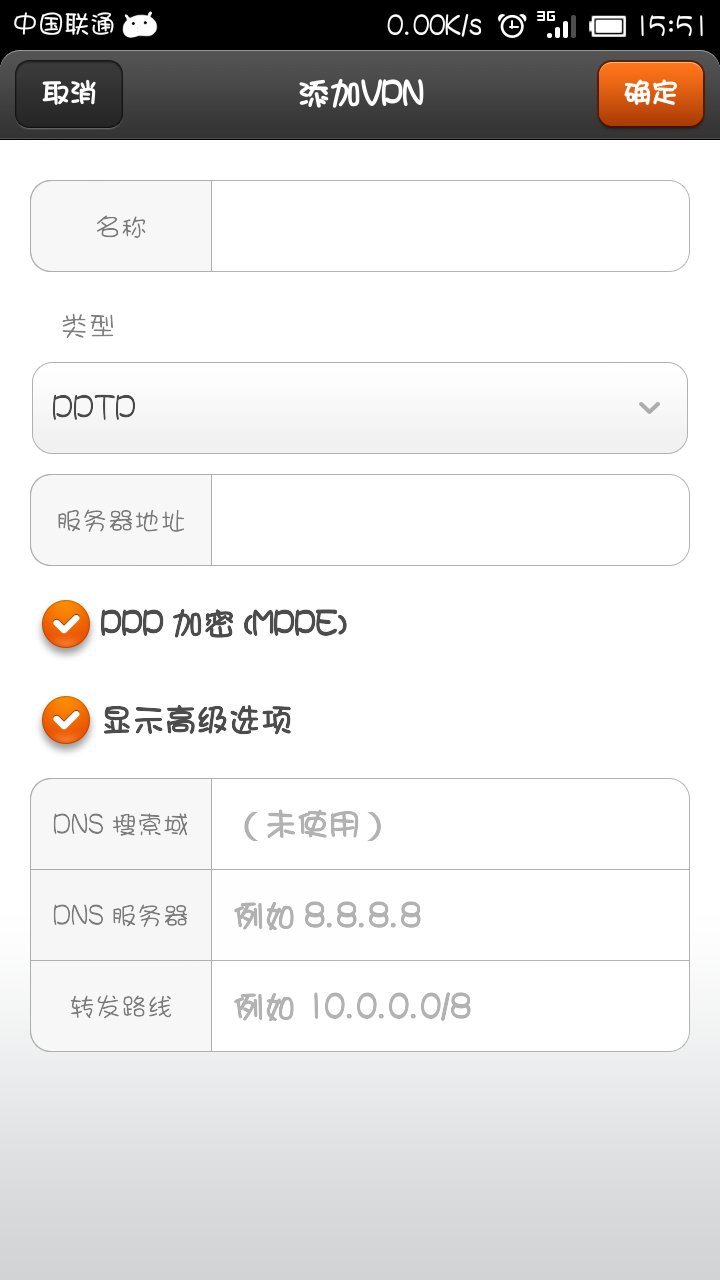 中国联通 0.00K/s 3G 15:51
取消 添加VPN 确定
名称
类型
PPTP
服务器地址
PPP 加密 (MPPE)
显示高级选项
DNS 搜索域 （未使用）
DNS 服务器 例如 8.8.8.8
转发路线 例如 10.0.0.0/8